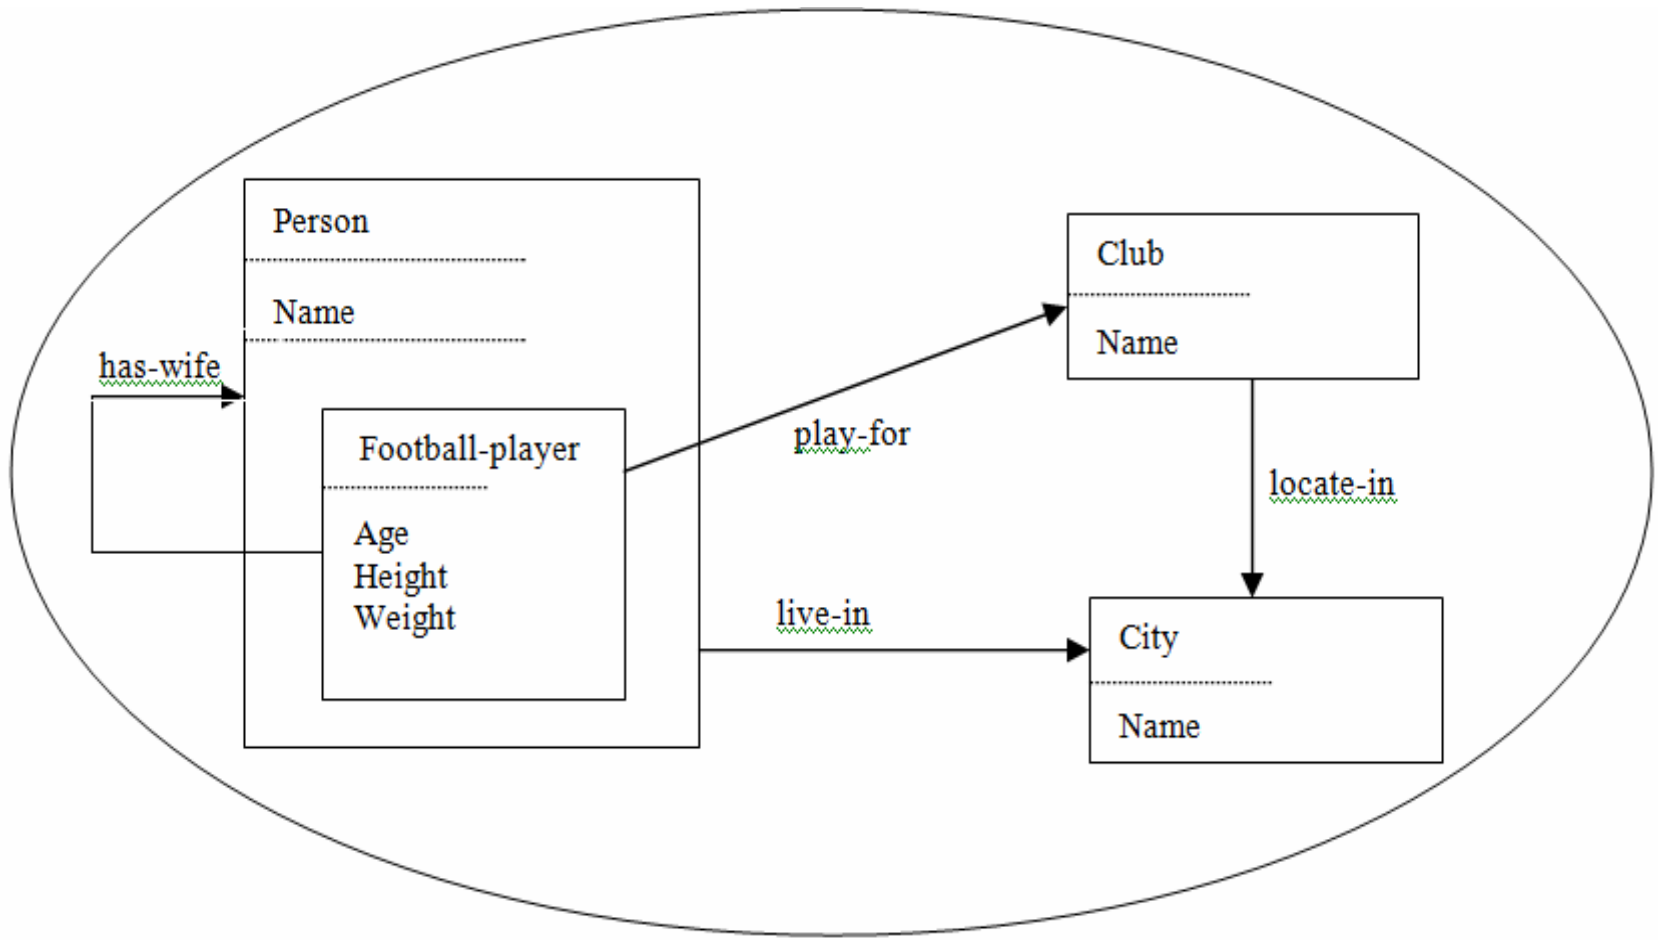 Person
Name
has-wife
Football-player
Age
Height
Weight
play-for
Club
Name
locate-in
live-in
City
Name